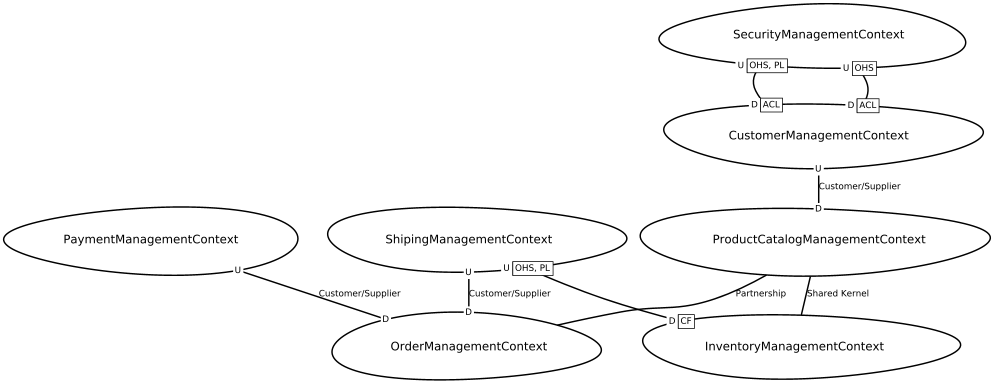 SecurityManagementContext
U OHS, PL U OHS
D ACL D ACL
CustomerManagementContext
U
Customer/Supplier
D
PaymentManagementContext ShipingManagementContext ProductCatalogManagementContext
U U U OHS, PL
Customer/Supplier Customer/Supplier Partnership Shared Kernel
D D D CF
OrderManagementContext InventoryManagementContext